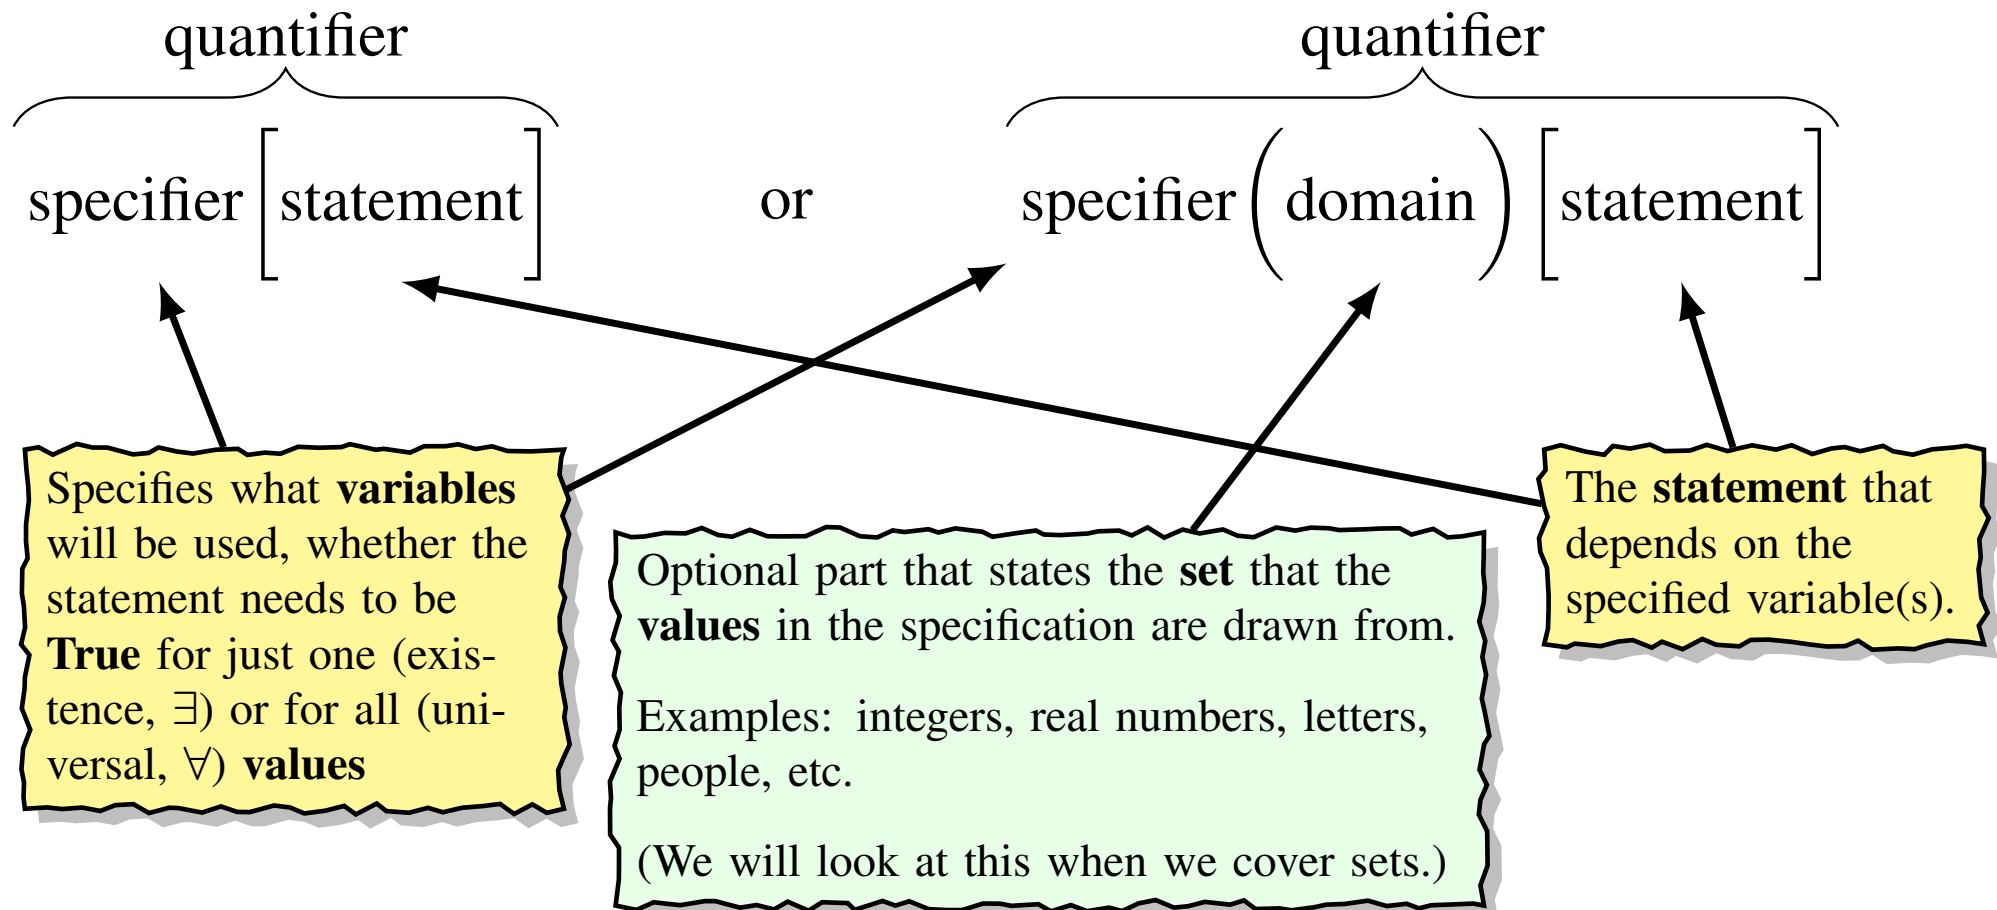 quantifier quantifier
specifier [statement] or specifier (domain) [statement]
Specifies what variables
will be used, whether the
statement needs to be
True for just one (exis-
tence, ∃) or for all (uni-
versal, ∀) values
Optional part that states the set that the
values in the specification are drawn from.
Examples: integers, real numbers, letters,
people, etc.
(We will look at this when we cover sets.)
The statement that
depends on the
specified variable(s).